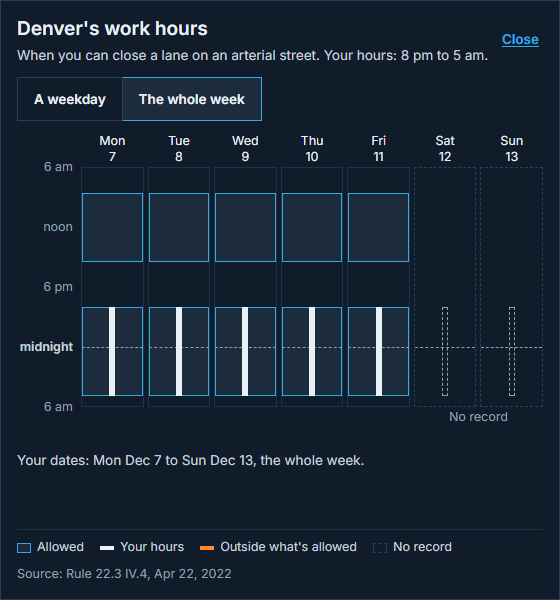 Denver's work hours
Close
When you can close a lane on an arterial street. Your hours: 8 pm to 5 am.
A weekday
The whole week
Mon Tue Wed Thu Fri Sat Sun
7 8 9 10 11 12 13
6 am
noon
6 pm
midnight
6 am
No record
Your dates: Mon Dec 7 to Sun Dec 13, the whole week.
Allowed Your hours Outside what's allowed No record
Source: Rule 22.3 IV.4, Apr 22, 2022